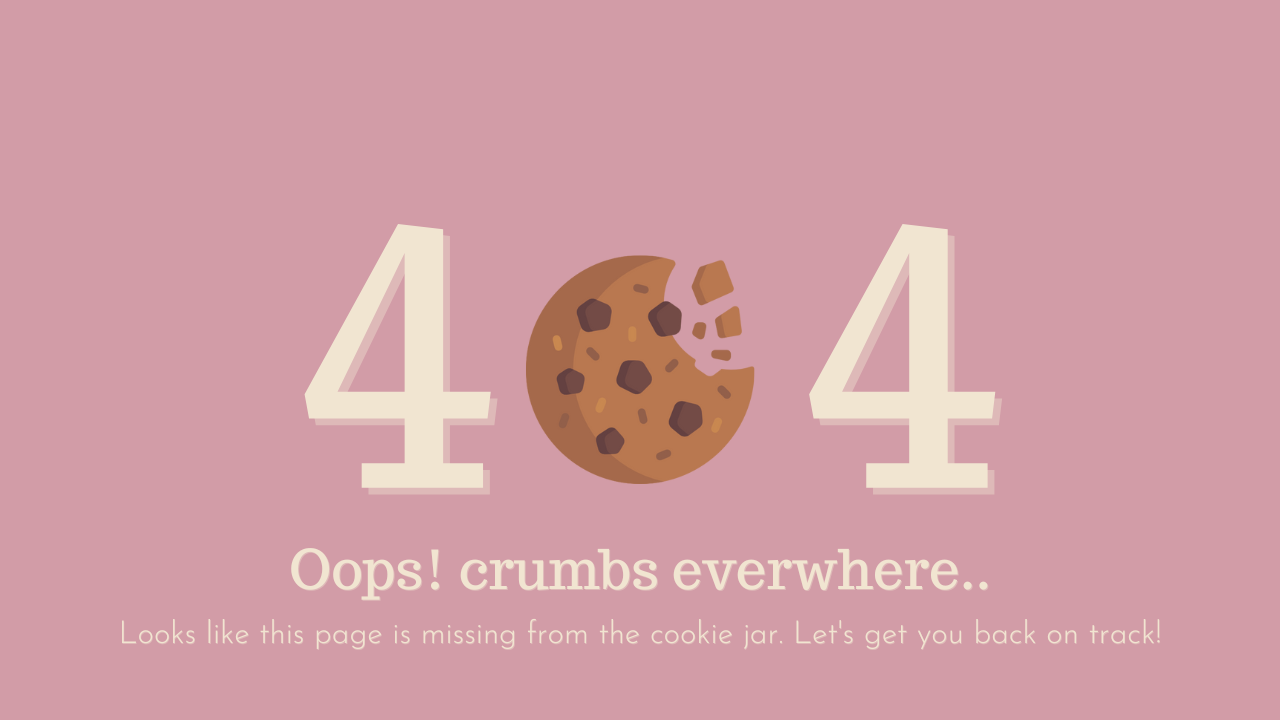 4 4
Oops! crumbs everwhere..
Looks like this page is missing from the cookie jar. Let's get you back on track!